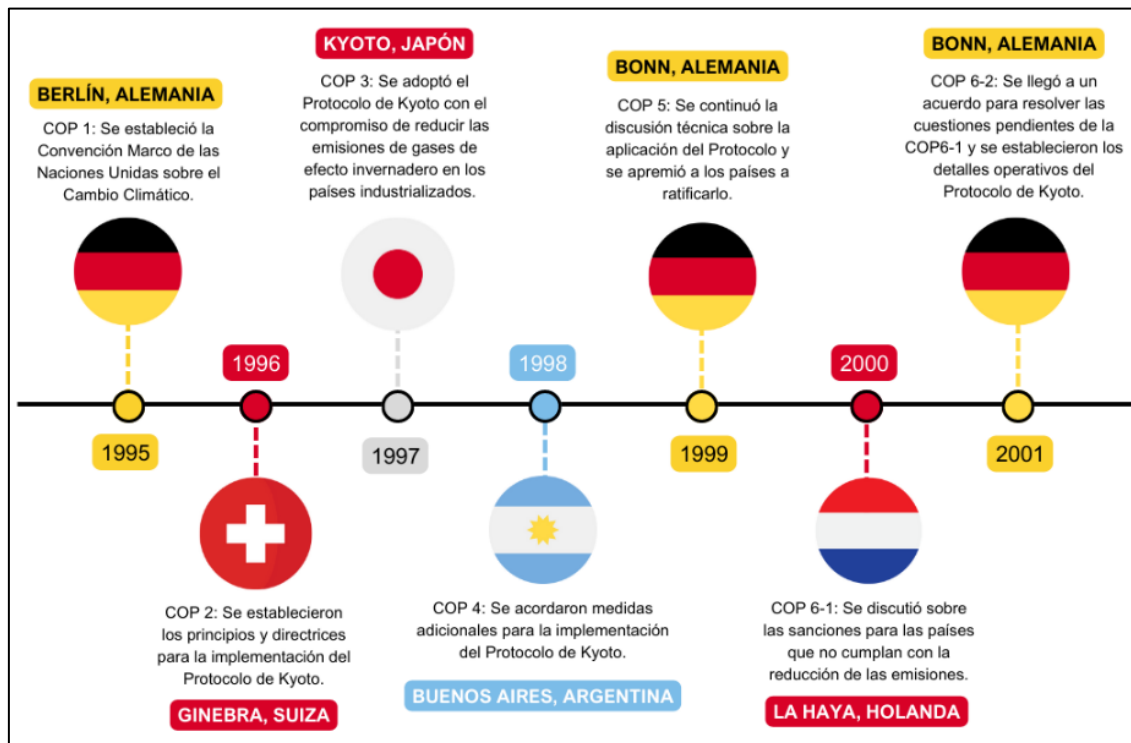 BERLÍN, ALEMANIA
COP 1: Se estableció la
Convención Marco de las
Naciones Unidas sobre el
Cambio Climático.
1995
1996
COP 2: Se establecieron
los principios y directrices
para la implementación del
Protocolo de Kyoto.
GINEBRA, SUIZA
KYOTO, JAPÓN
COP 3: Se adoptó el
Protocolo de Kyoto con el
compromiso de reducir las
emisiones de gases de
efecto invernadero en los
países industrializados.
1997
1998
COP 4: Se acordaron medidas
adicionales para la implementación
del Protocolo de Kyoto.
BUENOS AIRES, ARGENTINA
BONN, ALEMANIA
COP 5: Se continuó la
discusión técnica sobre la
aplicación del Protocolo y
se apremió a los países a
ratificarlo.
1999
2000
COP 6-1: Se discutió sobre
las sanciones para las países
que no cumplan con la
reducción de las emisiones.
LA HAYA, HOLANDA
BONN, ALEMANIA
COP 6-2: Se llegó a un
acuerdo para resolver las
cuestiones pendientes de la
COP6-1 y se establecieron los
detalles operativos del
Protocolo de Kyoto.
2001